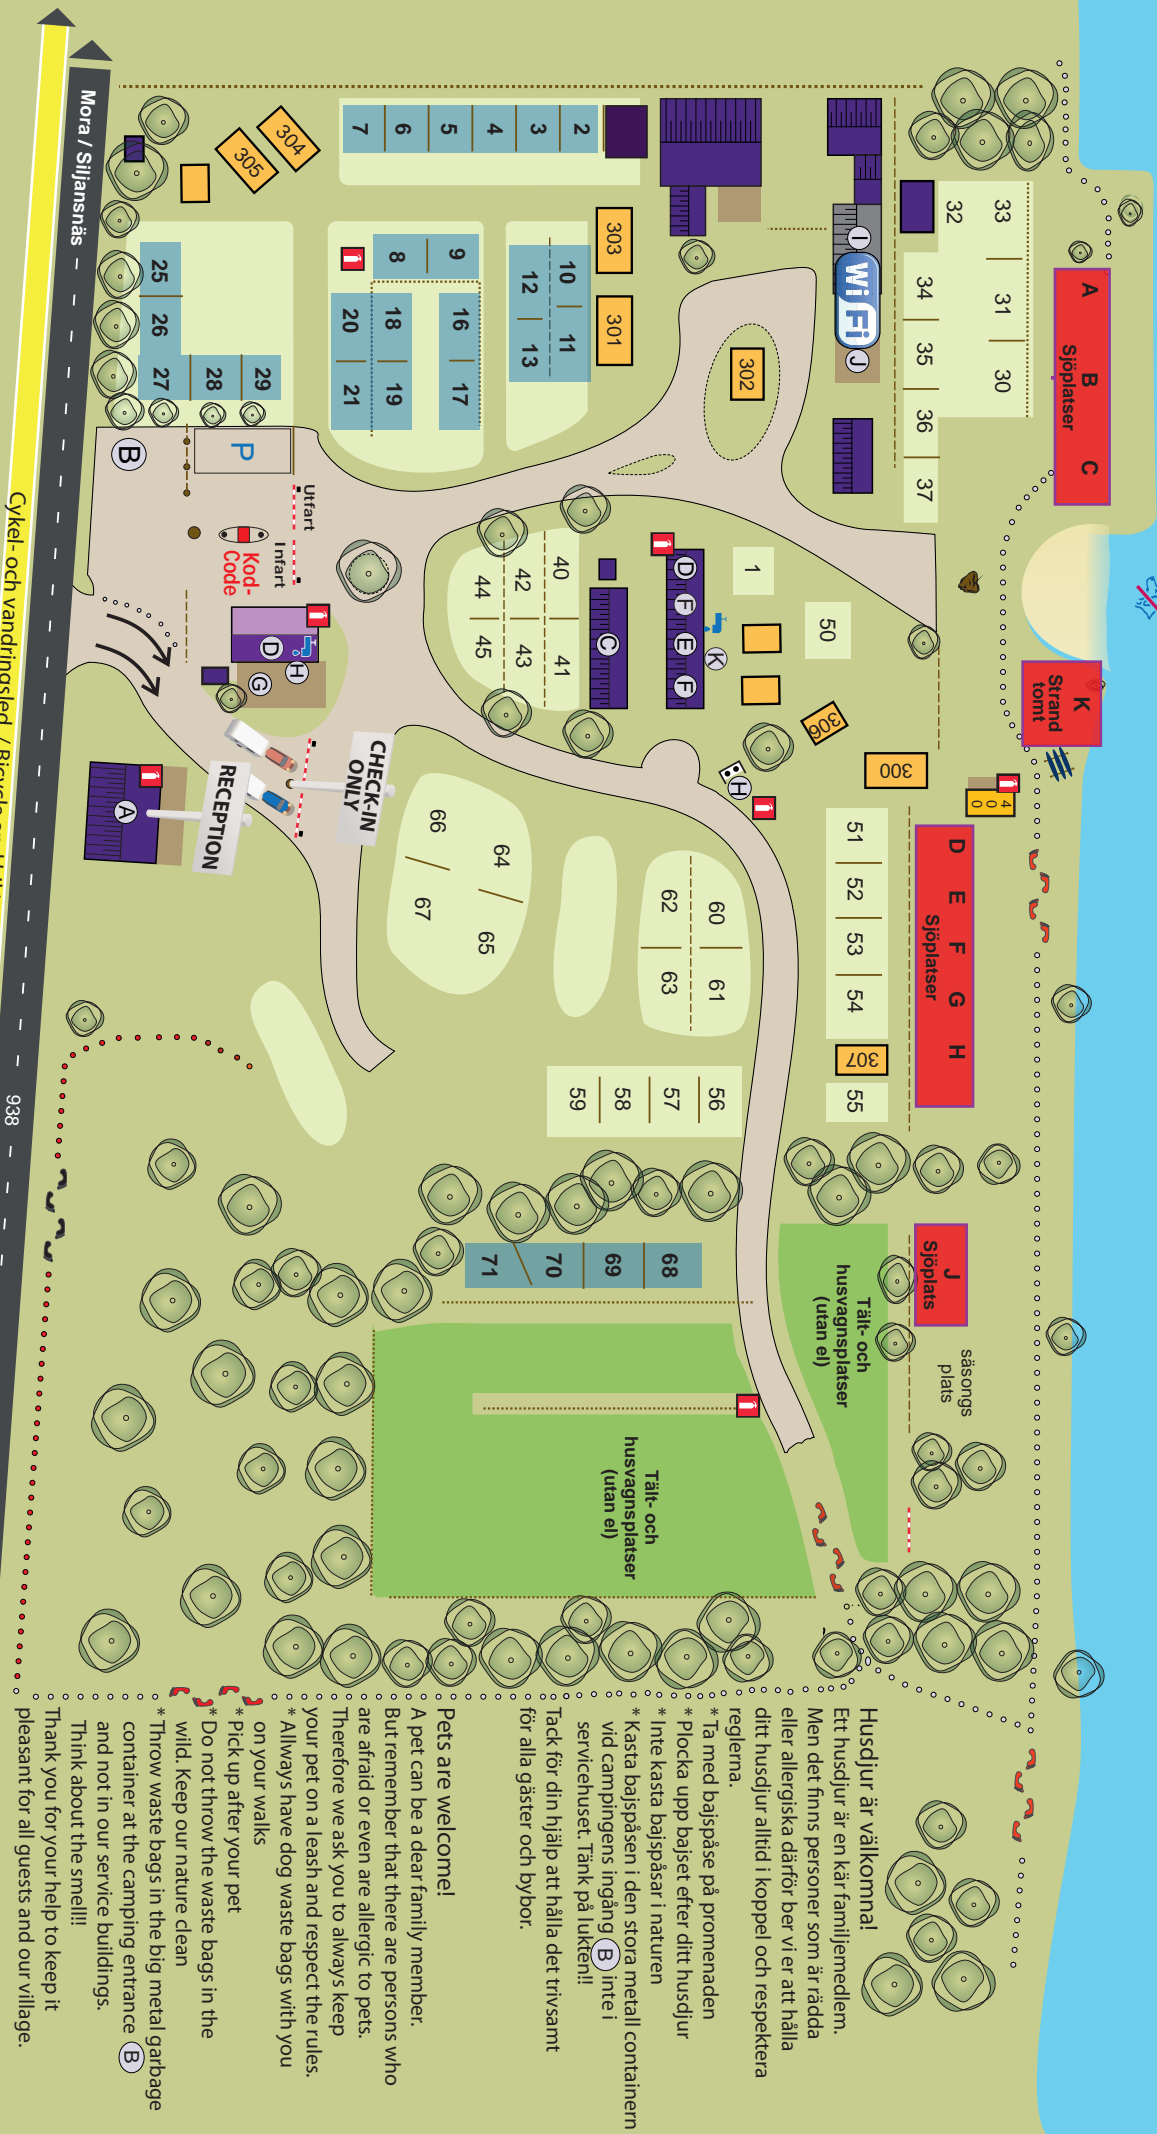 A B C
Sjöplatser
K
Strand
tomt
33 31 30
32
34 35 36 37
I
WiFi
J
1
50
306
300
400
D E F G H
Sjöplatser
51 52 53 54
307
55
J
Sjöplats
säsongs
plats
Tält- och
husvagnsplatser
(utan el)
302
303
301
D F E F
K
H
C
60 61
62 63
56
57
58
59
68
69
70
71
Tält- och
husvagnsplatser
(utan el)
2
3
4
5
6
7
10 11
12 13
9
8
16 17
18 19
20 21
40 41
42 43
44 45
64 65
66 67
304
305
25 26 27
28
29
P
B
Utfart
Infart
Kod-
Code
D
H
G
CHECK-IN
ONLY
RECEPTION
A
Mora / Siljansnäs
938
Cykel- och vandringsled / Bicycle or
Husdjur är välkomna!
Ett husdjur är en kär familjemedlem.
Men det finns personer som är rädda
eller allergiska därför ber vi er att hålla
ditt husdjur alltid i koppel och respektera
reglerna.
* Ta med bajspåse på promenaden
* Plocka upp bajset efter ditt husdjur
* Inte kasta bajspåsar i naturen
* Kasta bajspåsen i den stora metall containern
vid campingens ingång B inte i
servicehuset. Tänk på lukten!!
Tack för din hjälp att hålla det trivsamt
för alla gäster och bybor.
Pets are welcome!
A pet can be a dear family member.
But remember that there are persons who
are afraid or even are allergic to pets.
Therefore we ask you to always keep
your pet on a leash and respect the rules.
* Allways have dog waste bags with you
on your walks
* Pick up after your pet
* Do not throw the waste bags in the
wild. Keep our nature clean
* Throw waste bags in the big metal garbage
container at the camping entrance B
and not in our service buildings.
Think about the smell!!
Thank you for your help to keep it
pleasant for all guests and our village.